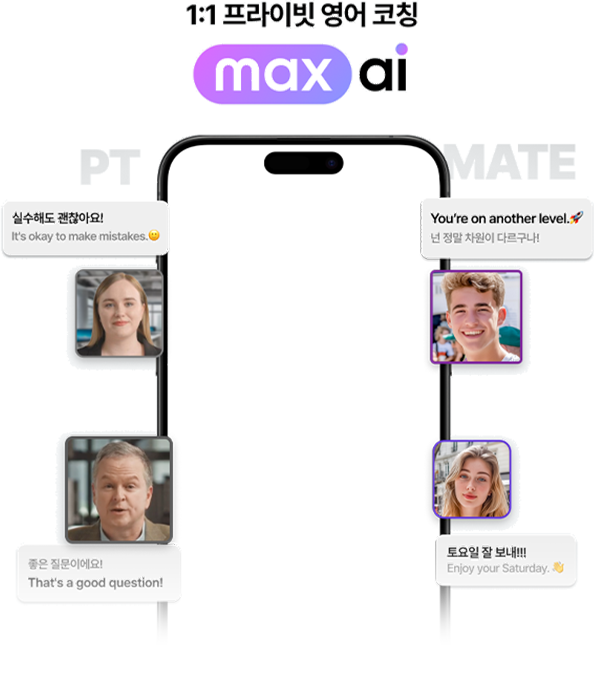 1:1 프라이빗 영어 코칭
max ai
PT
MATE
실수해도 괜찮아요!
It's okay to make mistakes.🙂
You're on another level.🚀
넌 정말 차원이 다르구나!
좋은 질문이에요!
That's a good question!
토요일 잘 보내!!!
Enjoy your Saturday. 👋